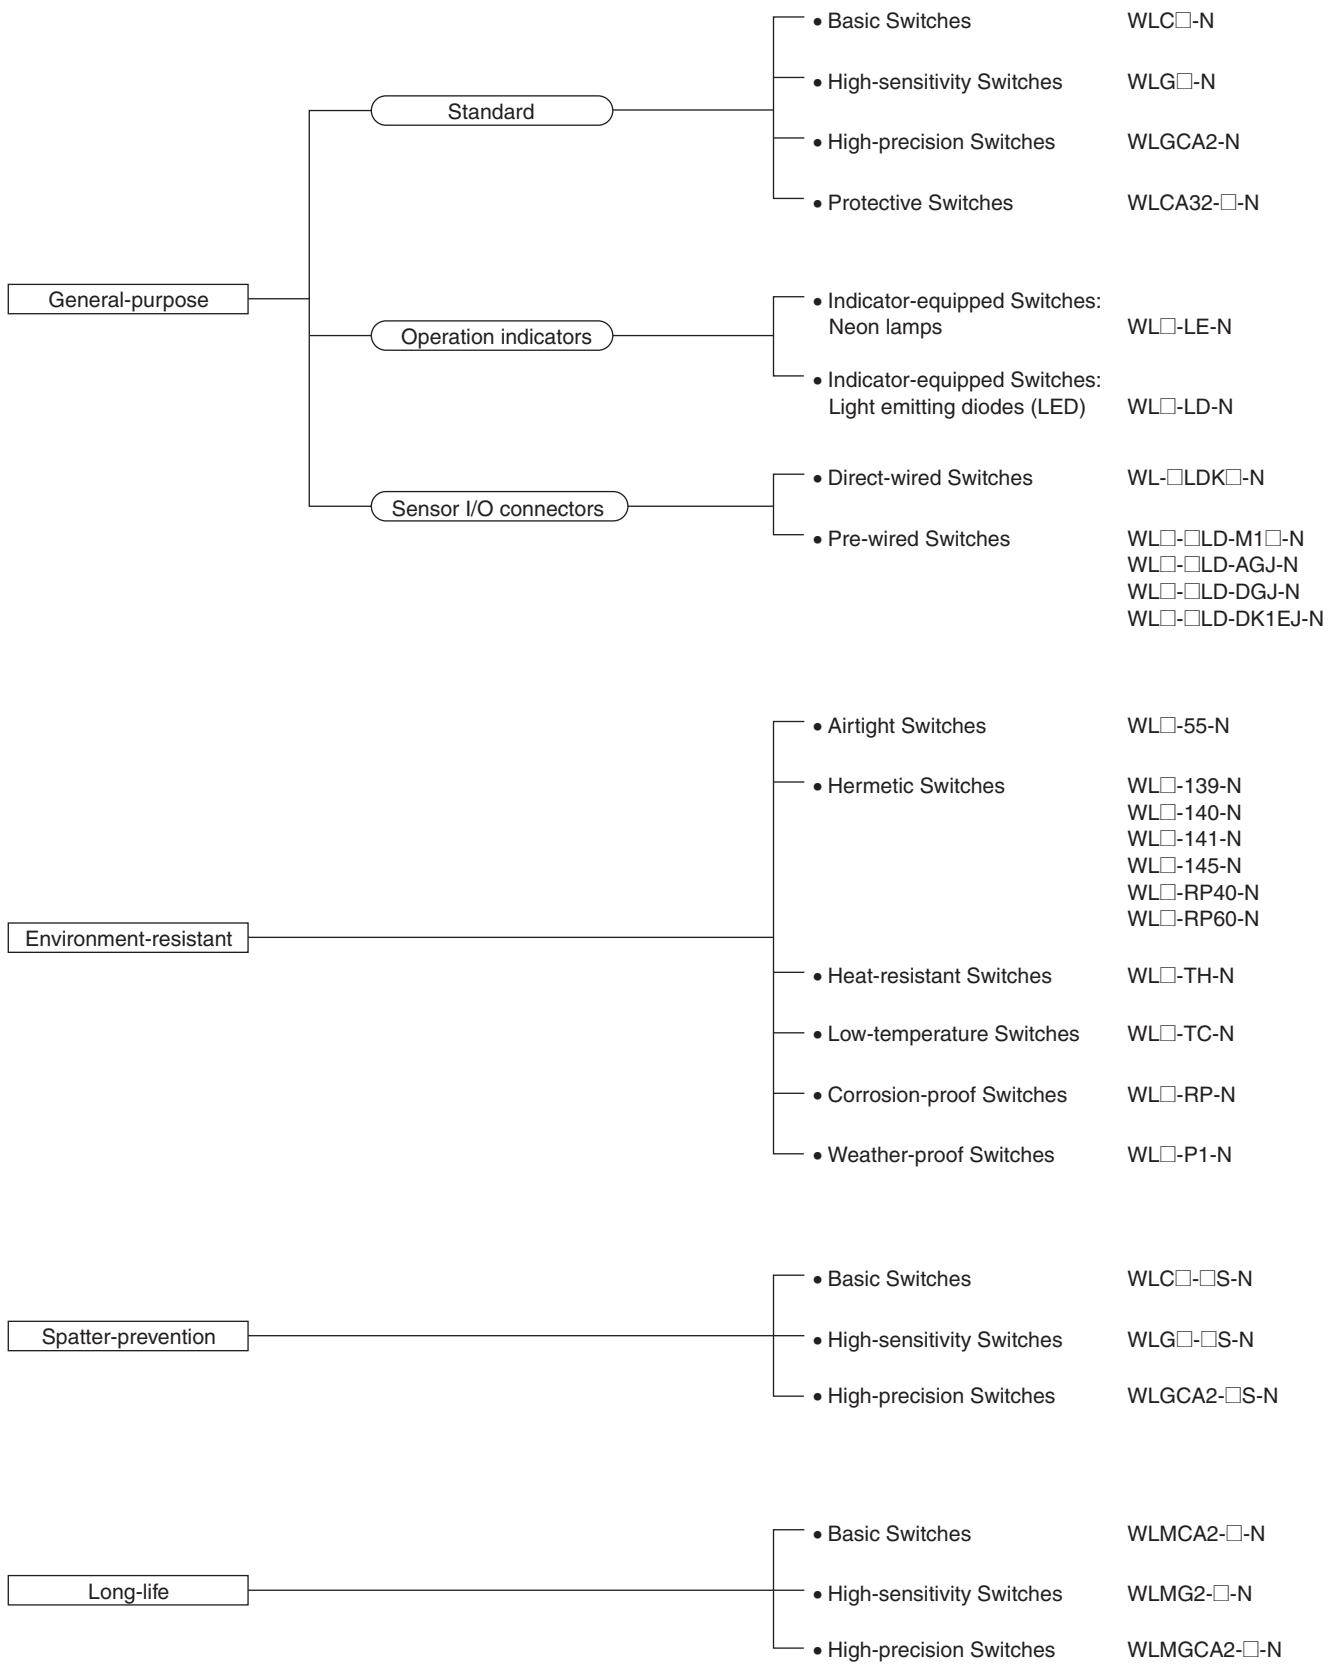 • Basic Switches WLC□-N
• High-sensitivity Switches WLG□-N
Standard
• High-precision Switches WLGCA2-N
• Protective Switches WLCA32-□-N
General-purpose
• Indicator-equipped Switches:
Neon lamps WL□-LE-N
Operation indicators
• Indicator-equipped Switches:
Light emitting diodes (LED) WL□-LD-N
• Direct-wired Switches WL-□LDK□-N
Sensor I/O connectors
• Pre-wired Switches WL□-□LD-M1□-N
WL□-□LD-AGJ-N
WL□-□LD-DGJ-N
WL□-□LD-DK1EJ-N
• Airtight Switches WL□-55-N
• Hermetic Switches WL□-139-N
WL□-140-N
WL□-141-N
WL□-145-N
WL□-RP40-N
WL□-RP60-N
Environment-resistant
• Heat-resistant Switches WL□-TH-N
• Low-temperature Switches WL□-TC-N
• Corrosion-proof Switches WL□-RP-N
• Weather-proof Switches WL□-P1-N
• Basic Switches WLC□-□S-N
Spatter-prevention
• High-sensitivity Switches WLG□-□S-N
• High-precision Switches WLGCA2-□S-N
• Basic Switches WLMCA2-□-N
Long-life
• High-sensitivity Switches WLMG2-□-N
• High-precision Switches WLMGCA2-□-N